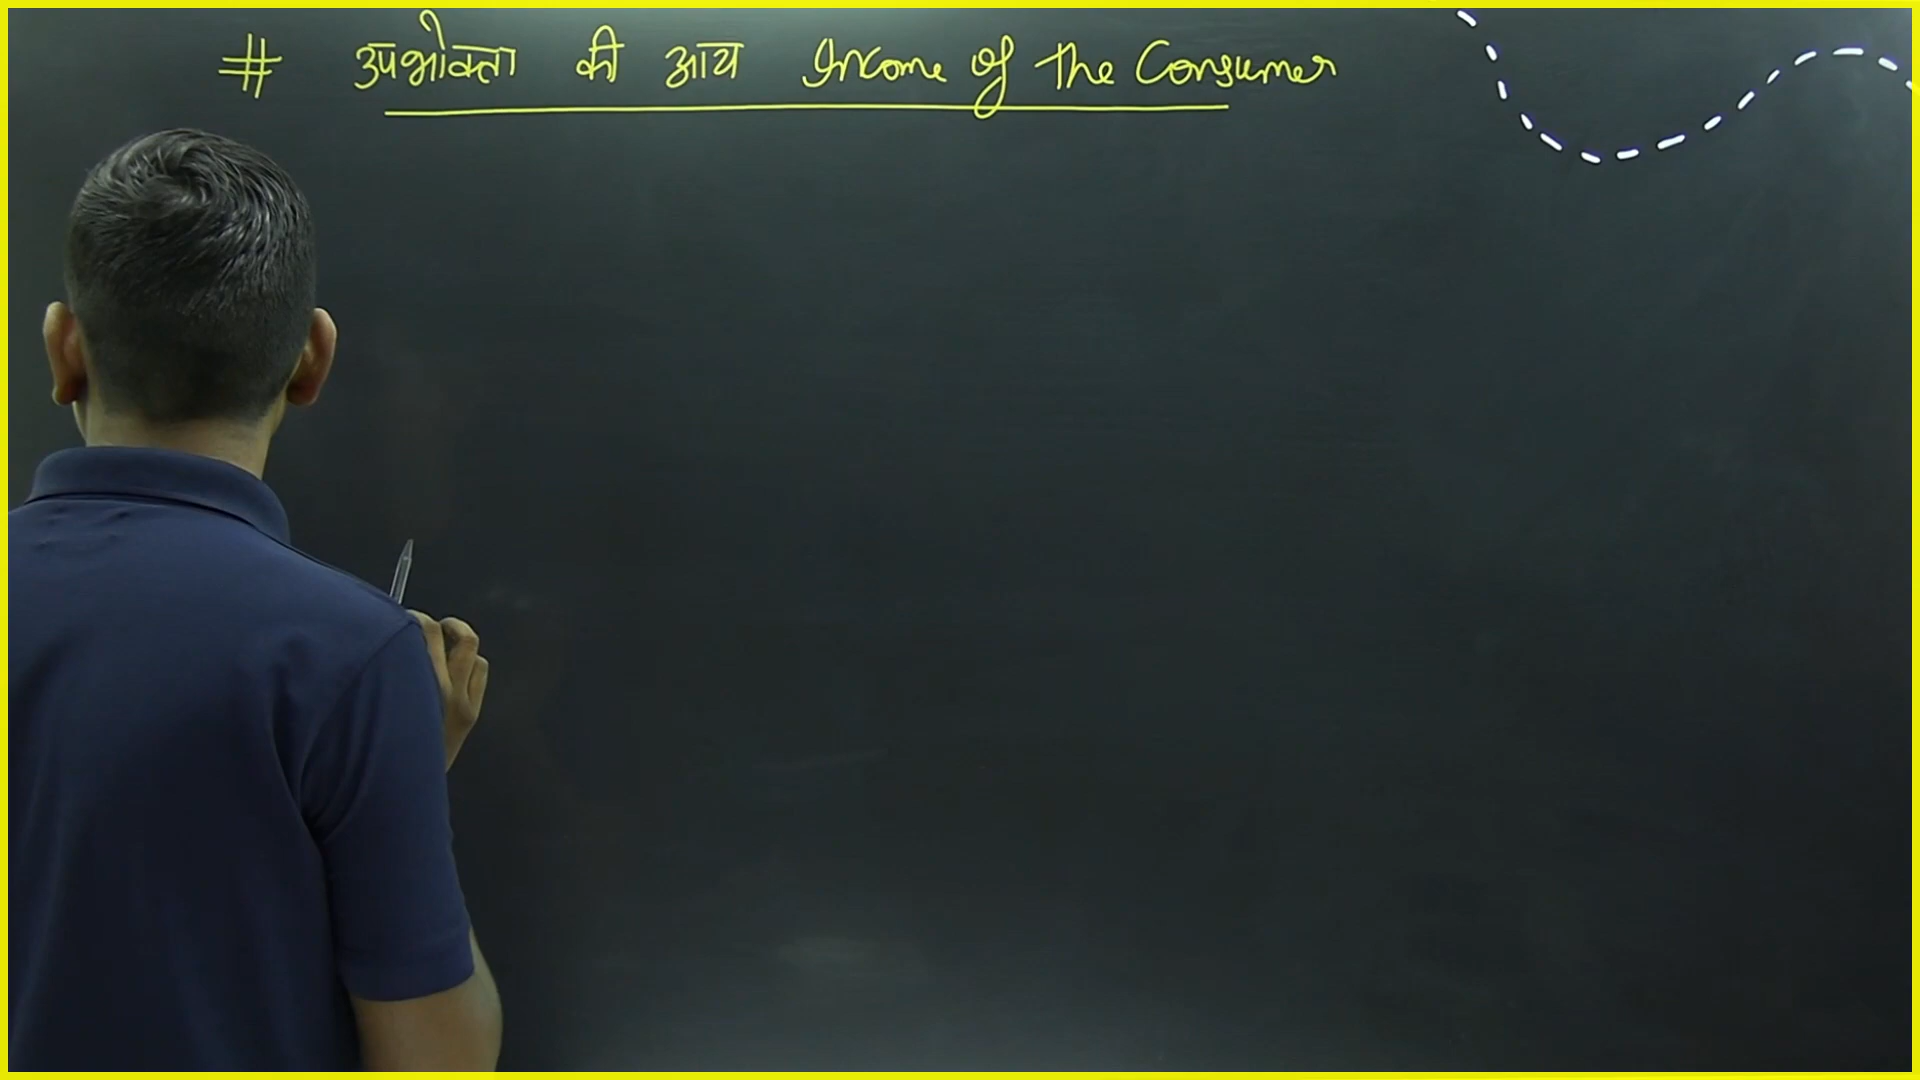 # उपभोक्ता की आय Income of the Consumer